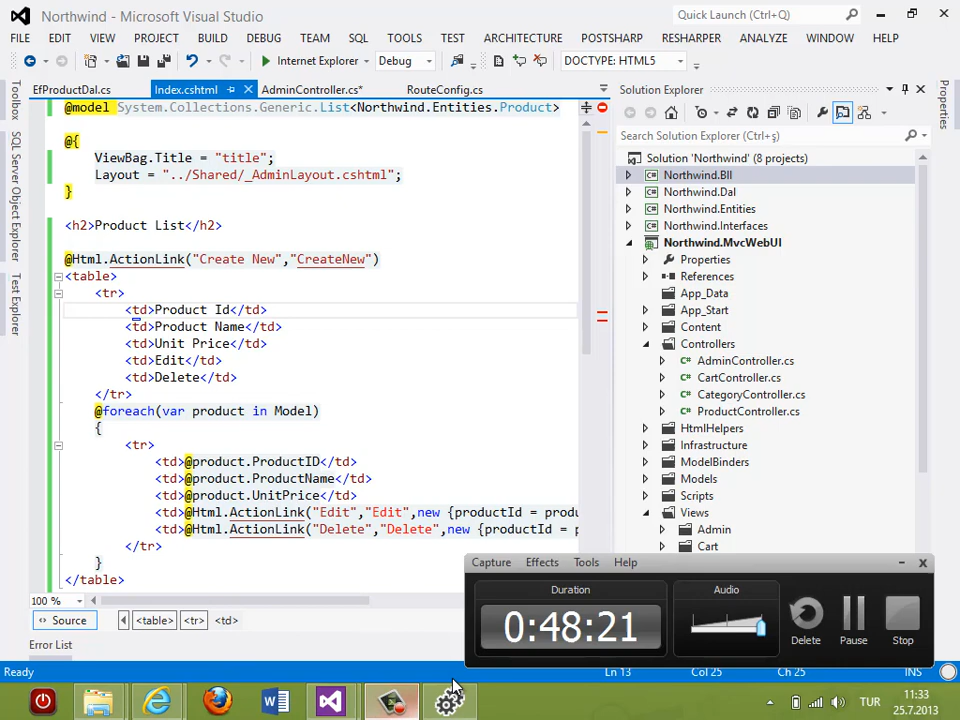 Northwind - Microsoft Visual Studio
Quick Launch (Ctrl+Q)
FILE EDIT VIEW PROJECT BUILD DEBUG TEAM SQL TOOLS TEST ARCHITECTURE POSTSHARP RESHARPER ANALYZE WINDOW HELP
Internet Explorer Debug DOCTYPE: HTML5
Toolbox
SQL Server Object Explorer
Test Explorer
EfProductDal.cs Index.cshtml AdminController.cs* RouteConfig.cs
@model System.Collections.Generic.List<Northwind.Entities.Product>
@{
ViewBag.Title = "title";
Layout = "../Shared/_AdminLayout.cshtml";
}
<h2>Product List</h2>
@Html.ActionLink("Create New","CreateNew")
<table>
<tr>
<td>Product Id</td>
<td>Product Name</td>
<td>Unit Price</td>
<td>Edit</td>
<td>Delete</td>
</tr>
@foreach(var product in Model)
{
<tr>
<td>@product.ProductID</td>
<td>@product.ProductName</td>
<td>@product.UnitPrice</td>
<td>@Html.ActionLink("Edit","Edit",new {productId = produ
<td>@Html.ActionLink("Delete","Delete",new {productId = p
</tr>
}
</table>
100 %
Source <table> <tr> <td>
Error List
Solution Explorer
Search Solution Explorer (Ctrl+ş)
Solution 'Northwind' (8 projects)
Northwind.Bll
Northwind.Dal
Northwind.Entities
Northwind.Interfaces
Northwind.MvcWebUI
Properties
References
App_Data
App_Start
Content
Controllers
AdminController.cs
CartController.cs
CategoryController.cs
ProductController.cs
HtmlHelpers
Infrastructure
ModelBinders
Models
Scripts
Views
Admin
Cart
Properties
Capture Effects Tools Help
Duration
0:48:21
Audio
Delete Pause Stop
Ready Ln 13 Col 25 Ch 25 INS
TUR
11:33
25.7.2013